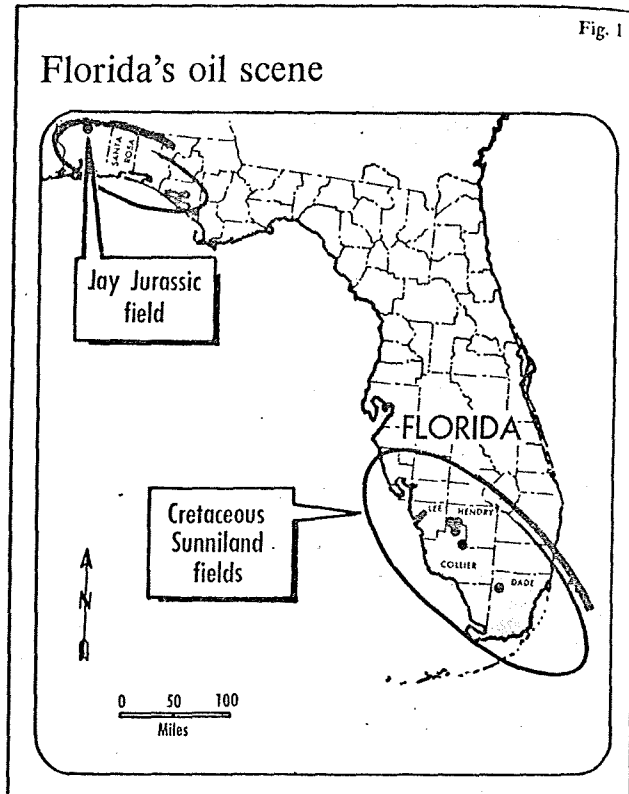 Fig. 1
Florida's oil scene
SANTA
ROSA
Jay Jurassic
field
FLORIDA
Cretaceous
Sunniland
fields
LEE
HENDRY
COLLIER
DADE
N
0 50 100
Miles